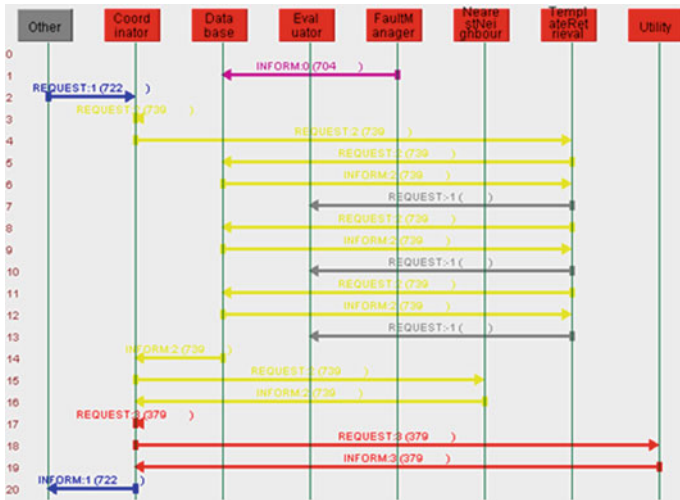 Other
Coord
inator
Data
base
Eval
uator
FaultM
anager
Neare
stNei
ghbour
Templ
ateRet
rieval
Utility
0
1 INFORM:0 (704 )
2 REQUEST:1 (722 )
3 REQUEST:2 (739 )
4 REQUEST:2 (739 )
5 REQUEST:2 (739 )
6 INFORM:2 (739 )
7 REQUEST:-1 ( )
8 REQUEST:2 (739 )
9 INFORM:2 (739 )
10 REQUEST:-1 ( )
11 REQUEST:2 (739 )
12 INFORM:2 (739 )
13 REQUEST:-1 ( )
14 INFORM:2 (739 )
15 REQUEST:2 (739 )
16 INFORM:2 (739 )
17 REQUEST:3 (379 )
18 REQUEST:3 (379 )
19 INFORM:3 (379 )
20 INFORM:1 (722 )